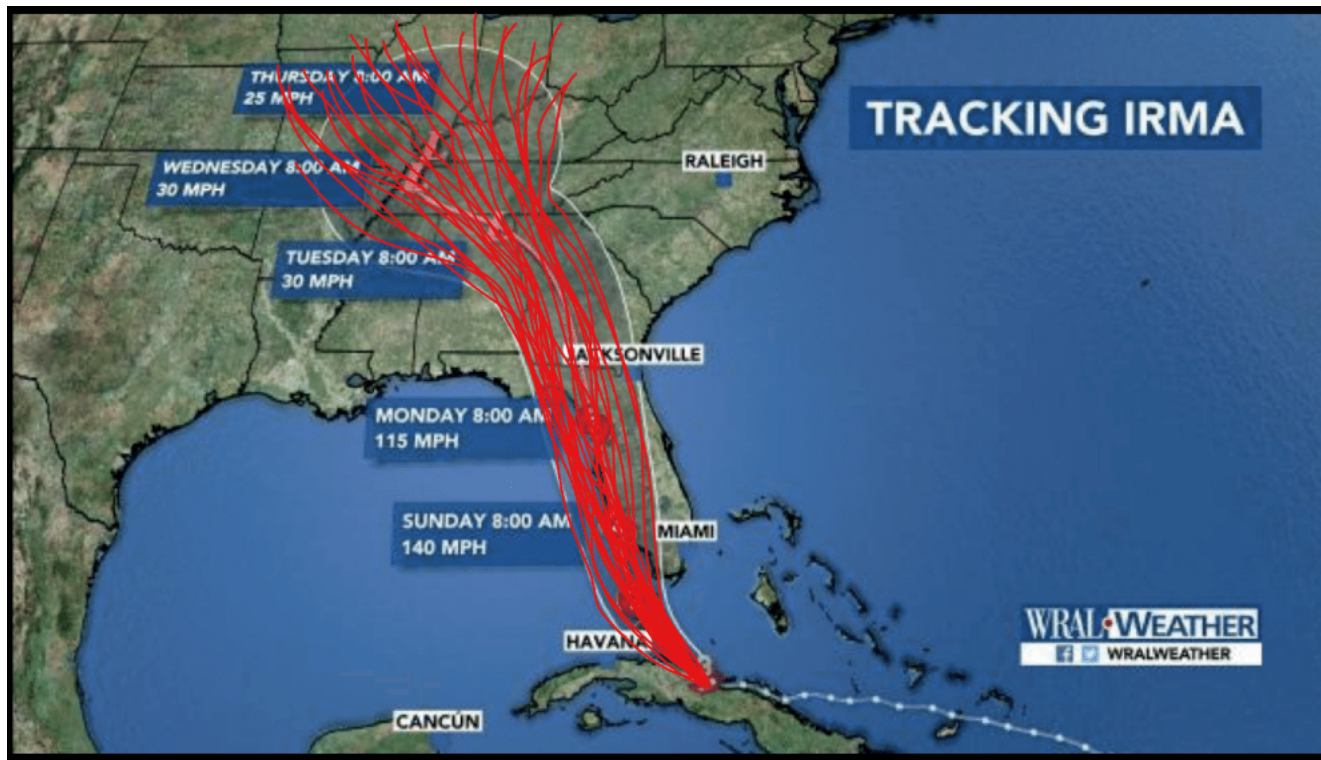 TRACKING IRMA
THURSDAY 8:00 AM
25 MPH
WEDNESDAY 8:00 AM
30 MPH
RALEIGH
TUESDAY 8:00 AM
30 MPH
JACKSONVILLE
MONDAY 8:00 AM
115 MPH
SUNDAY 8:00 AM
140 MPH
MIAMI
HAVANA
CANCÚN
WRAL WEATHER
WRALWEATHER